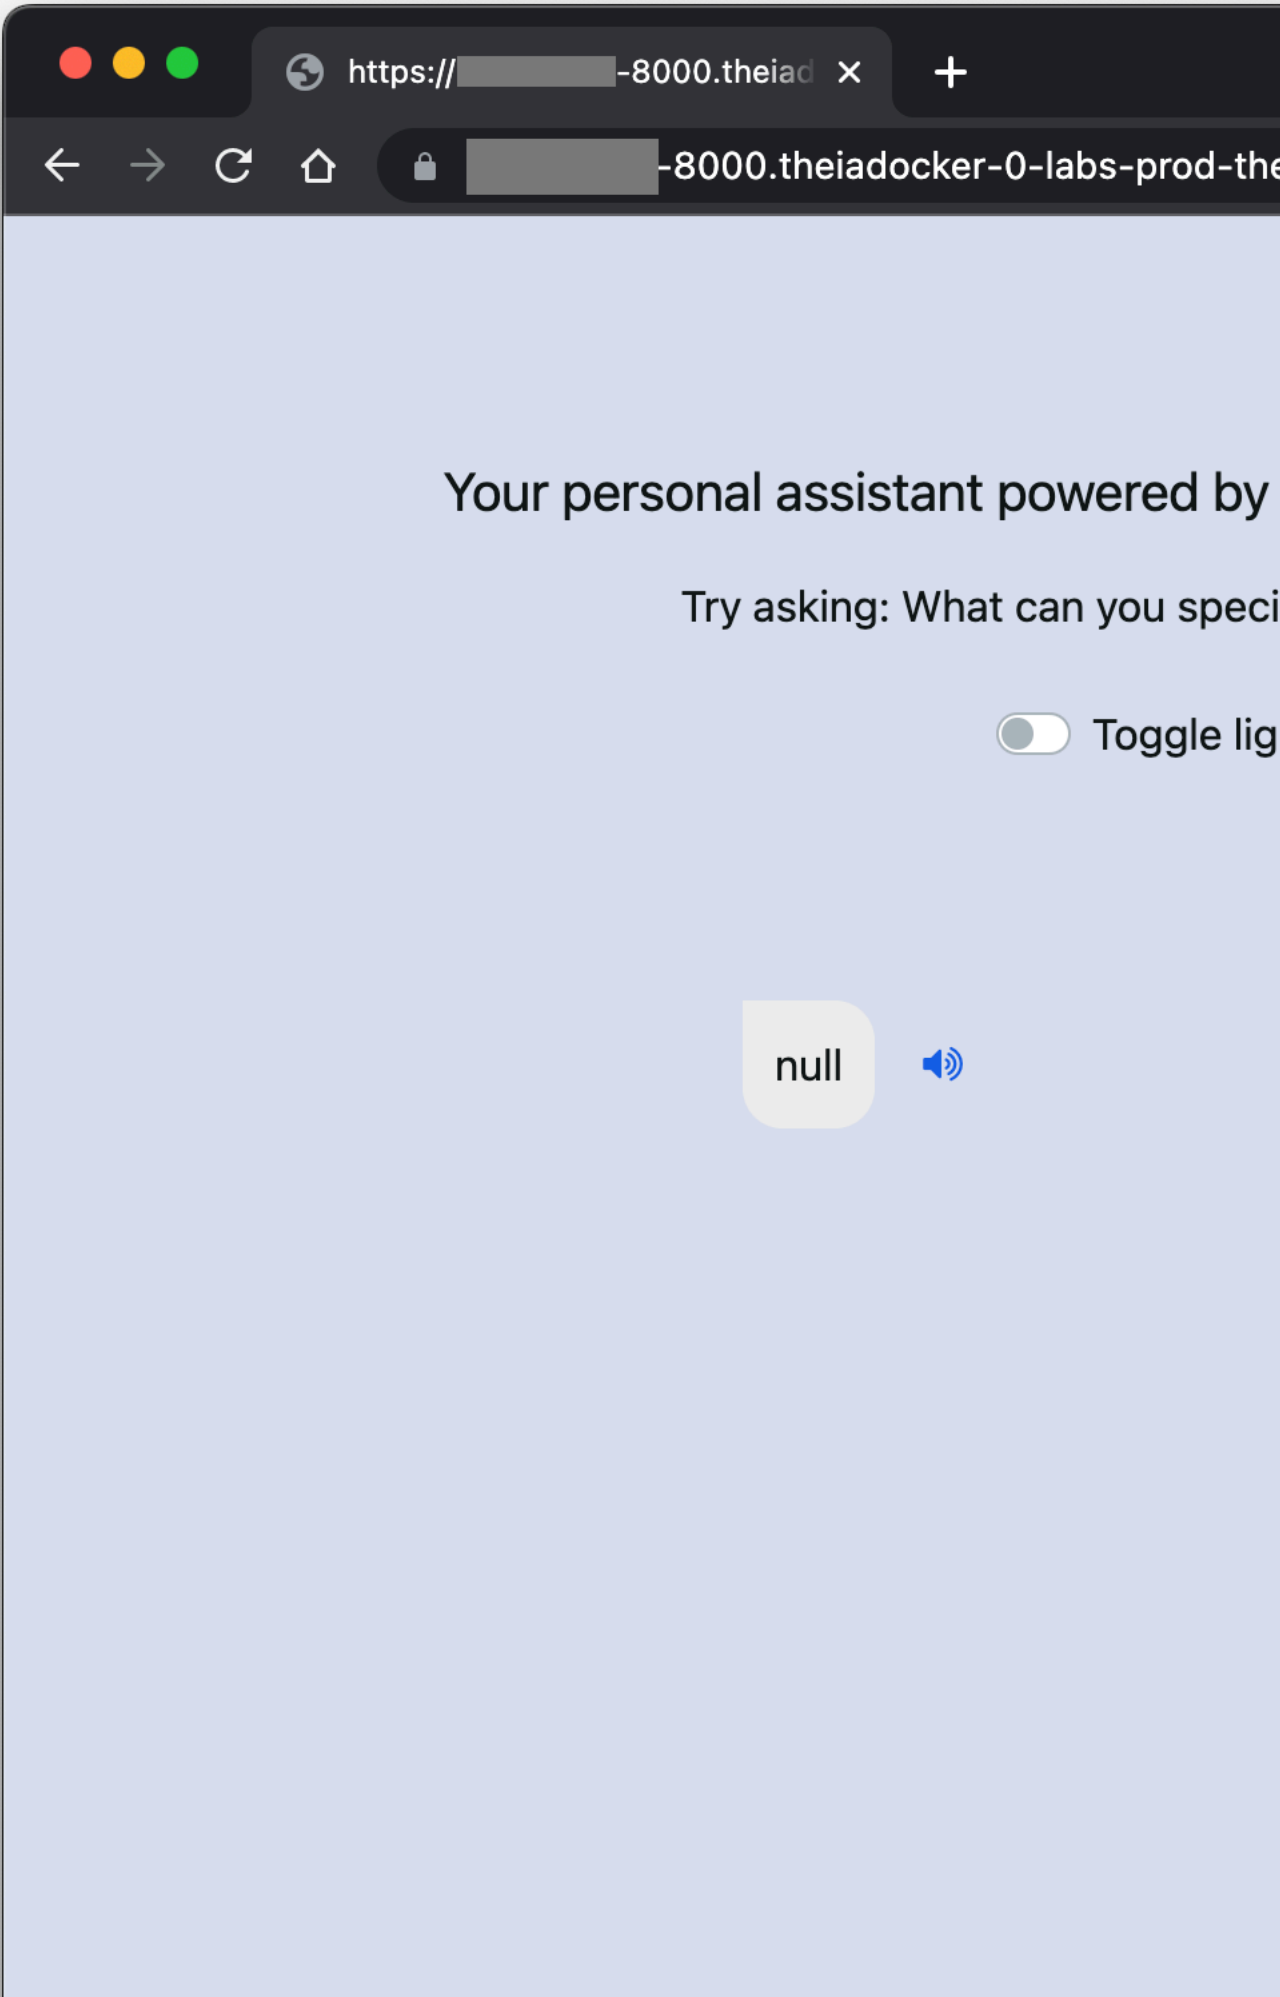 https://-8000.theiad
-8000.theiadocker-0-labs-prod-the
Your personal assistant powered by
Try asking: What can you speci
Toggle lig
null